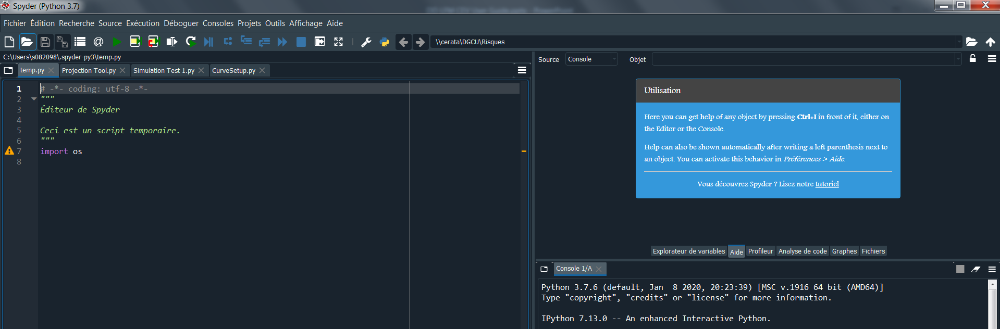 Spyder (Python 3.7)
Fichier Édition Recherche Source Exécution Déboguer Consoles Projets Outils Affichage Aide
\\cerata\DGCU\Risques
C:\Users\s082098\.spyder-py3\temp.py
temp.py Projection Tool.py Simulation Test 1.py CurveSetup.py
1 # -*- coding: utf-8 -*-
2 """
3 Éditeur de Spyder
4
5 Ceci est un script temporaire.
6 """
7 import os
8
Source Console Objet
Utilisation
Here you can get help of any object by pressing Ctrl+I in front of it, either on
the Editor or the Console.
Help can also be shown automatically after writing a left parenthesis next to
an object. You can activate this behavior in Préférences > Aide.
Vous découvrez Spyder ? Lisez notre tutoriel
Explorateur de variables Aide Profileur Analyse de code Graphes Fichiers
Console 1/A
Python 3.7.6 (default, Jan  8 2020, 20:23:39) [MSC v.1916 64 bit (AMD64)]
Type "copyright", "credits" or "license" for more information.
IPython 7.13.0 -- An enhanced Interactive Python.